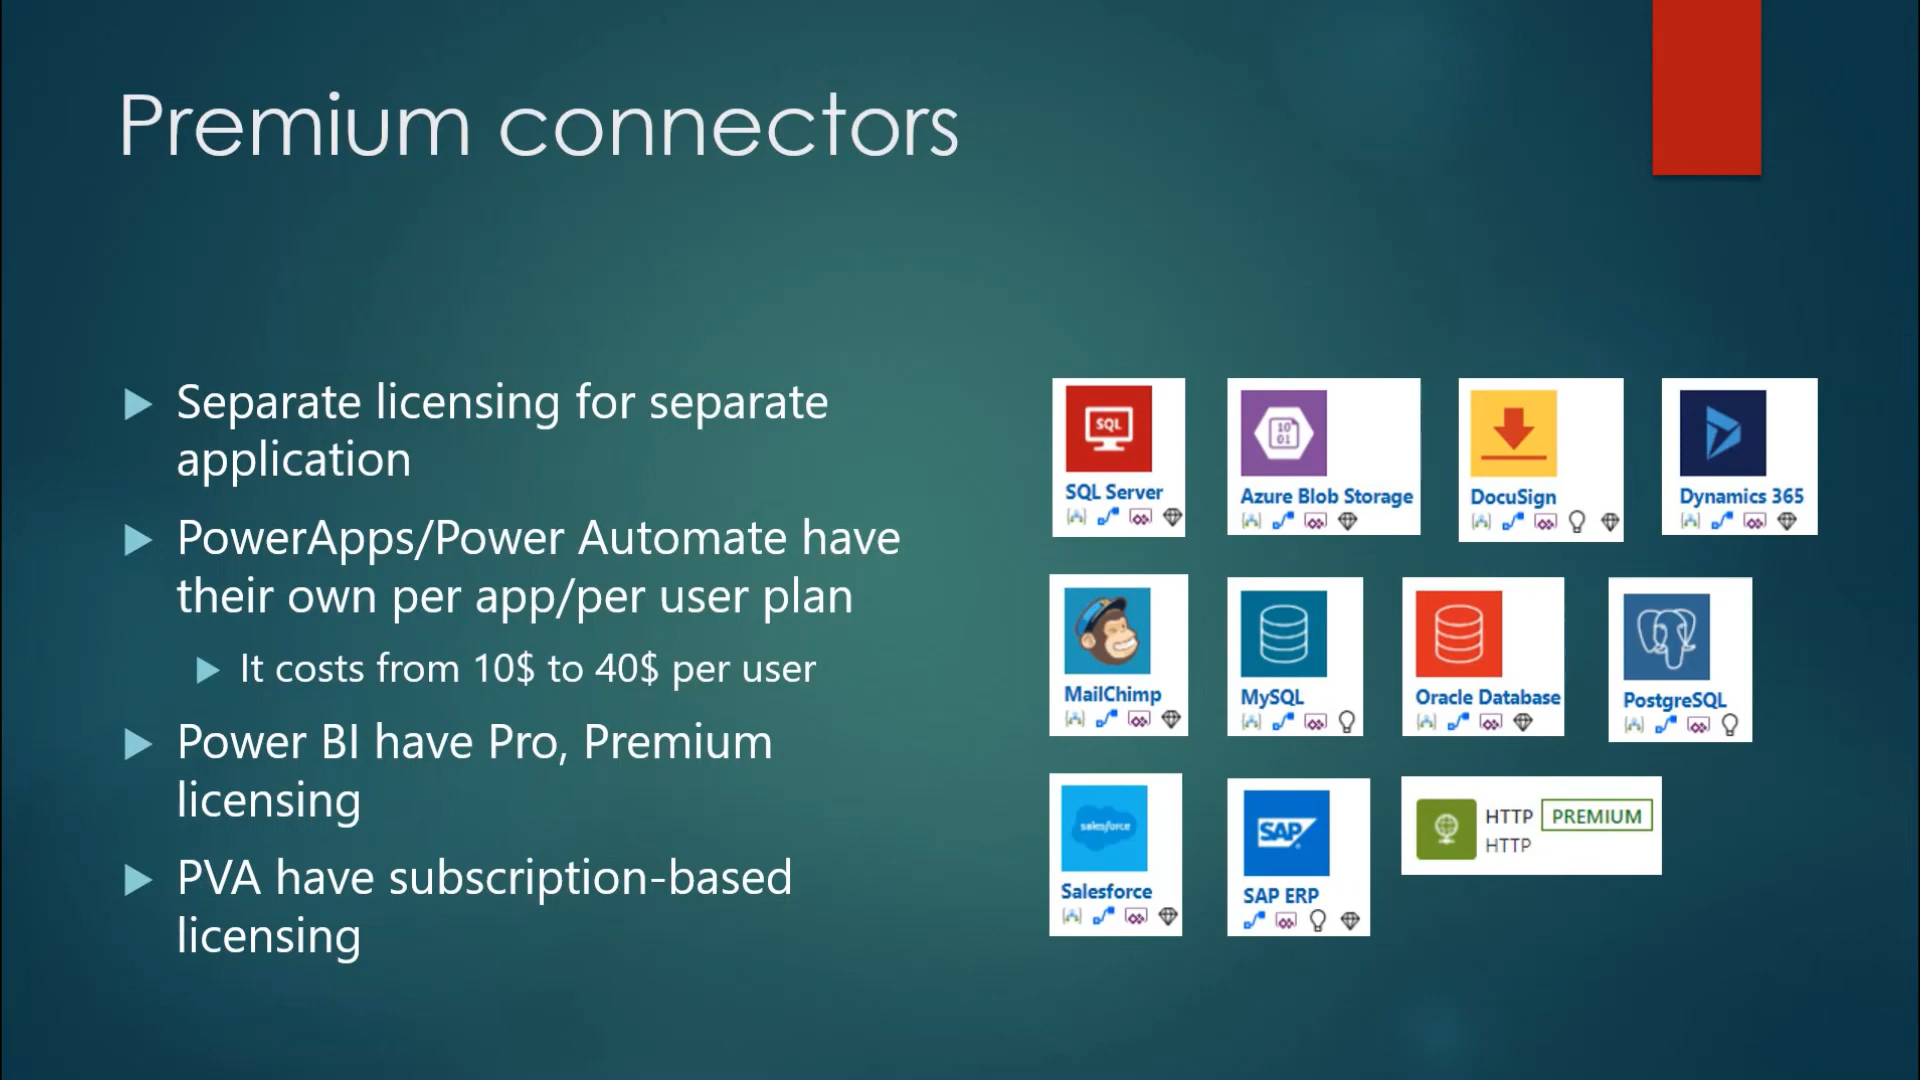 Premium connectors
Separate licensing for separate
application
PowerApps/Power Automate have
their own per app/per user plan
It costs from 10$ to 40$ per user
Power BI have Pro, Premium
licensing
PVA have subscription-based
licensing
SQL
SQL Server
10
01
Azure Blob Storage
DocuSign
Dynamics 365
MailChimp
MySQL
Oracle Database
PostgreSQL
salesforce
Salesforce
SAP
SAP ERP
HTTP PREMIUM
HTTP